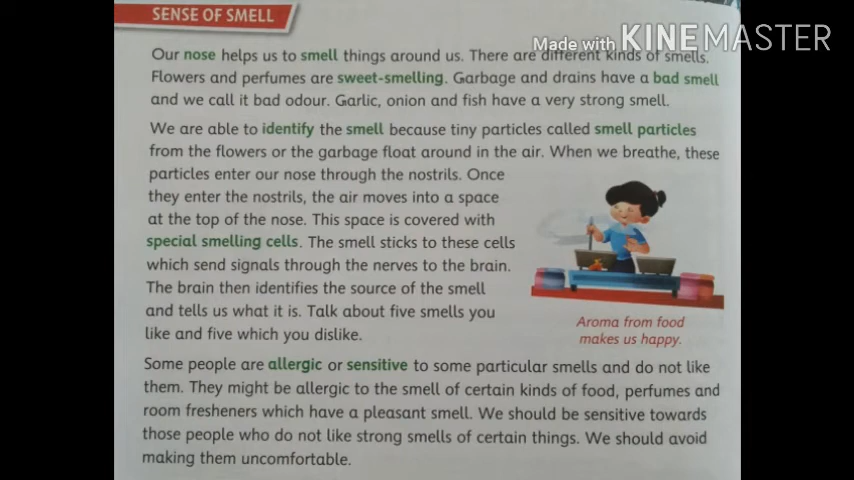 SENSE OF SMELL
Made with KINEMASTER
Our nose helps us to smell things around us. There are different kinds of smells.
Flowers and perfumes are sweet-smelling. Garbage and drains have a bad smell
and we call it bad odour. Garlic, onion and fish have a very strong smell.
We are able to identify the smell because tiny particles called smell particles
from the flowers or the garbage float around in the air. When we breathe, these
particles enter our nose through the nostrils. Once
they enter the nostrils, the air moves into a space
at the top of the nose. This space is covered with
special smelling cells. The smell sticks to these cells
which send signals through the nerves to the brain.
The brain then identifies the source of the smell
and tells us what it is. Talk about five smells you
like and five which you dislike.
Aroma from food
makes us happy.
Some people are allergic or sensitive to some particular smells and do not like
them. They might be allergic to the smell of certain kinds of food, perfumes and
room fresheners which have a pleasant smell. We should be sensitive towards
those people who do not like strong smells of certain things. We should avoid
making them uncomfortable.